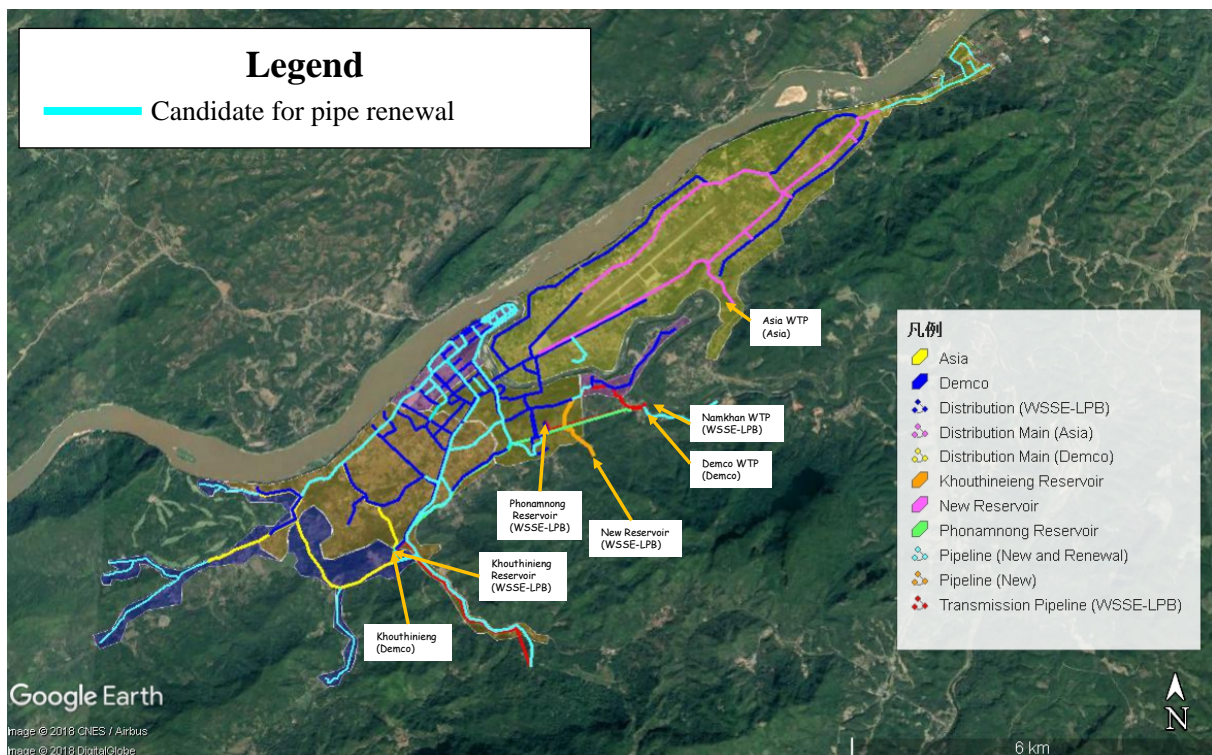 Legend
Candidate for pipe renewal
Asia WTP
(Asia)
凡例
Asia
Demco
Distribution (WSSE-LPB)
Distribution Main (Asia)
Distribution Main (Demco)
Khouthineieng Reservoir
New Reservoir
Phonamnong Reservoir
Pipeline (New and Renewal)
Pipeline (New)
Transmission Pipeline (WSSE-LPB)
Namkhan WTP
(WSSE-LPB)
Demco WTP
(Demco)
Phonamnong
Reservoir
(WSSE-LPB)
New Reservoir
(WSSE-LPB)
Khouthinieng
Reservoir
(WSSE-LPB)
Khouthinieng
(Demco)
Google Earth
Image © 2018 CNES / Airbus
Image © 2018 DigitalGlobe
N
6 km